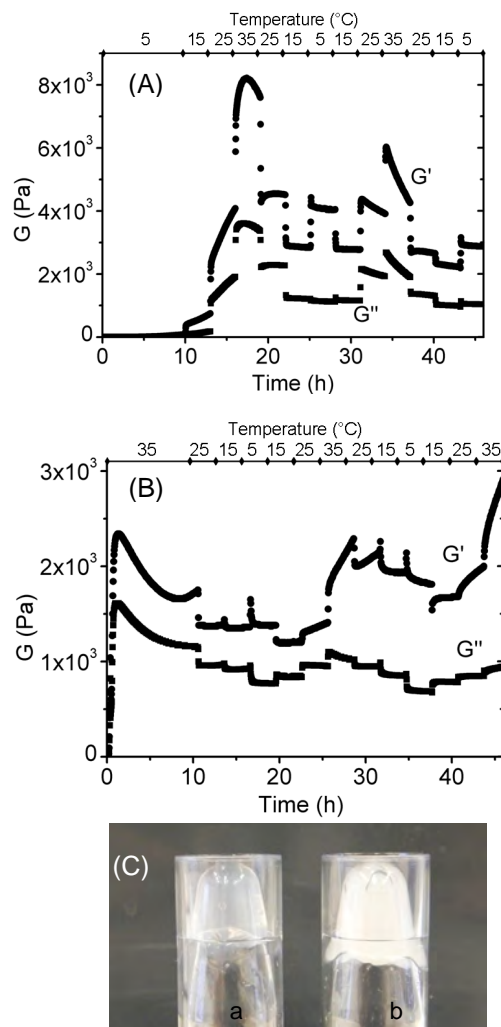 Temperature (°C)
5 15 25 35 25 15 5 15 25 35 25 15 5
(A)
8x10³
6x10³
4x10³
2x10³
0
G (Pa)
G'
G"
0 10 20 30 40
Time (h)
Temperature (°C)
35 25 15 5 15 25 35 25 15 5 15 25 35
(B)
3x10³
2x10³
1x10³
0
G (Pa)
G'
G"
0 10 20 30 40
Time (h)
(C)
a b